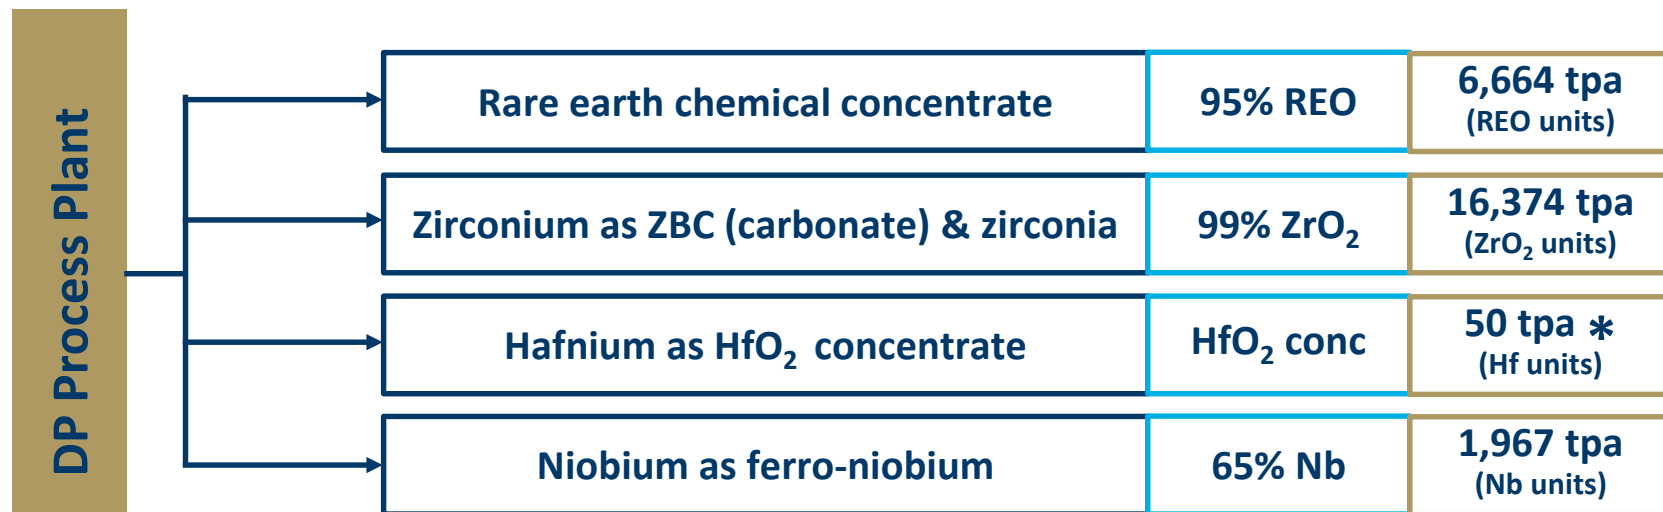 DP Process Plant
Rare earth chemical concentrate
95% REO
6,664 tpa
(REO units)
Zirconium as ZBC (carbonate) & zirconia
99% ZrO₂
16,374 tpa
(ZrO₂ units)
Hafnium as HfO₂ concentrate
HfO₂ conc
50 tpa *
(Hf units)
Niobium as ferro-niobium
65% Nb
1,967 tpa
(Nb units)